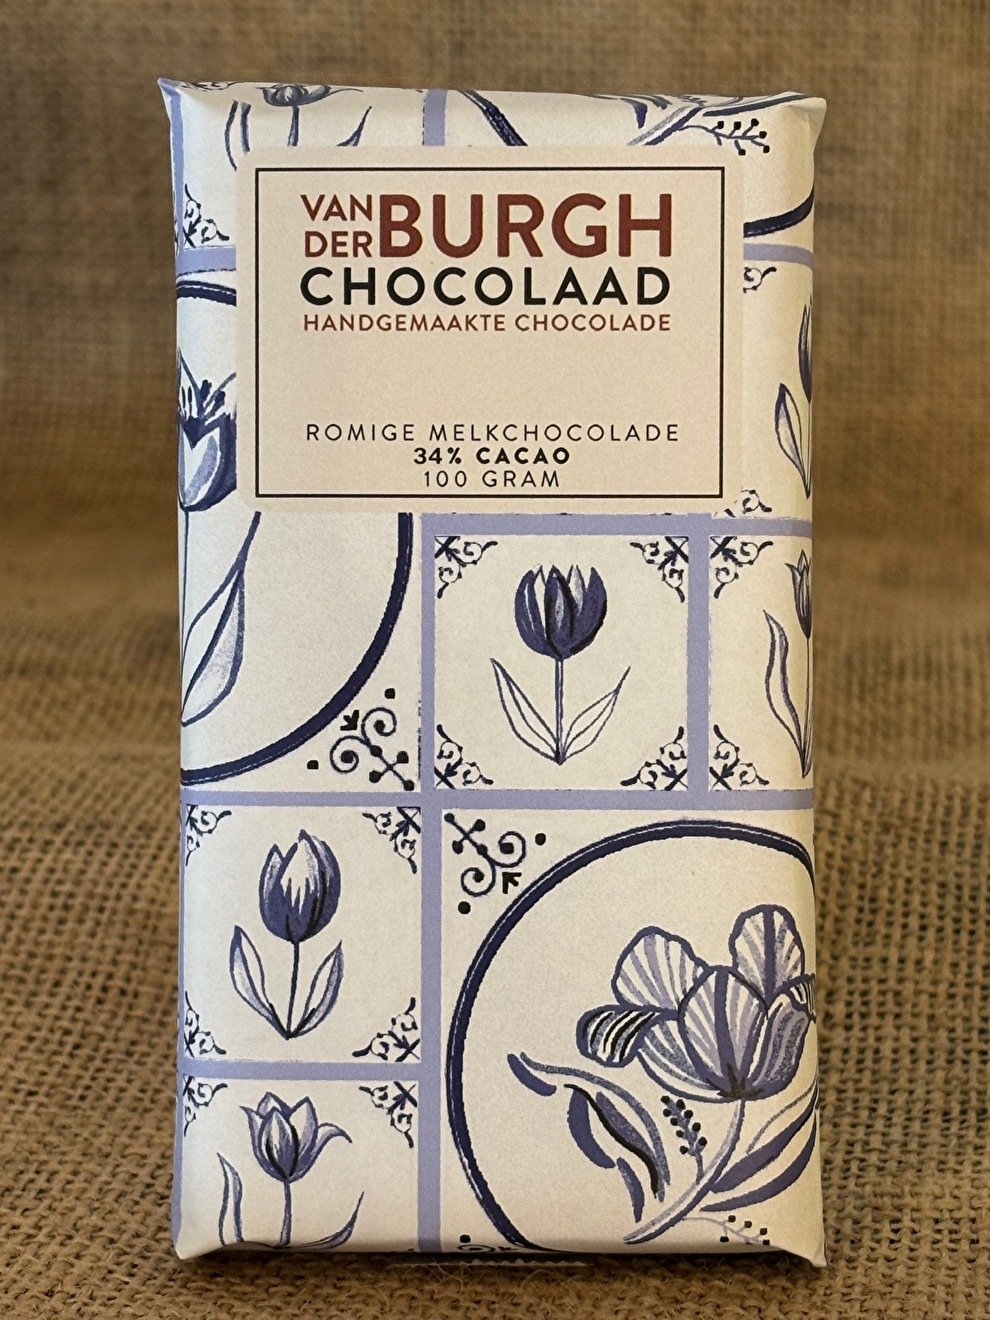 VAN DER BURGH
CHOCOLAAD
HANDGEMAAKTE CHOCOLADE
ROMIGE MELKCHOCOLADE
34% CACAO
100 GRAM